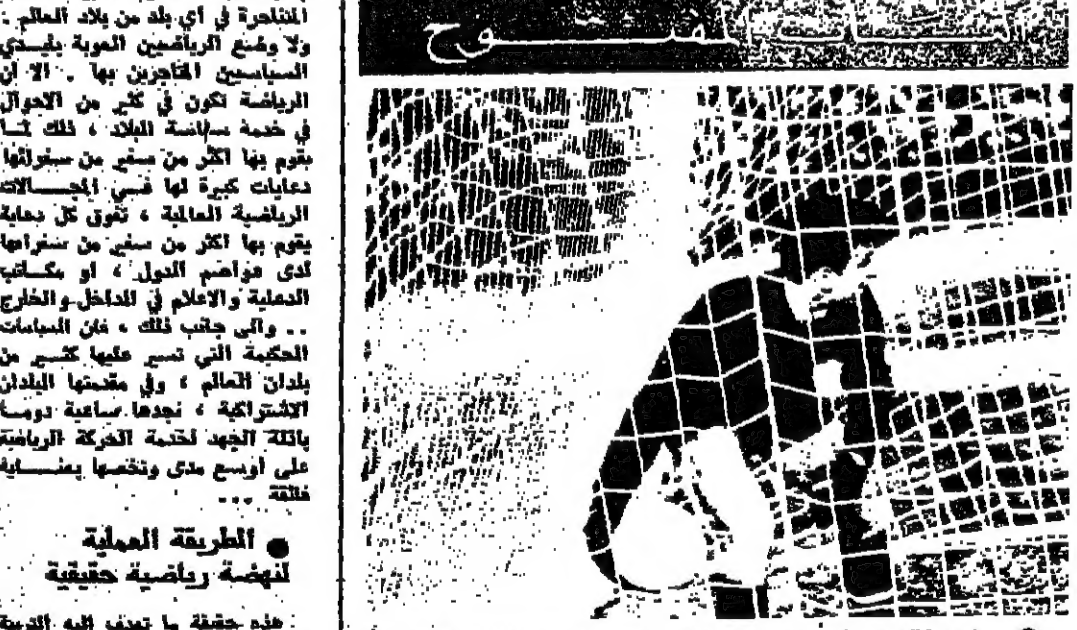 المتناحرة في أي بلد من بلاد العالم .
ولا وضع الرياضيين العوبة بأيدي
السياسيين المتاجرين بها . الا ان
الرياضة تكون في كثير من الاحوال
في خدمة سياسة البلاد ، ذلك لما
يقوم بها اكثر من سفير من سفرائها
دعايات كبيرة لها في المجالات
الرياضية العالمية ، تفوق كل دعاية
يقوم بها اكثر من سفير من سفرائها
لدى عواصم الدول ، او مكاتب
الدعاية والاعلام في الداخل والخارج
.. والى جانب ذلك ، فان السياسات
الحكيمة التي تسير عليها كثير من
بلدان العالم ، وفي مقدمتها البلدان
الاشتراكية ، نجدها ساعية دوما
باذلة الجهد لخدمة الحركة الرياضية
على اوسع مدى وتخصها بعناية
فائقة ...
● الطريقة العملية
لنهضة رياضية حقيقية
هذه حقيقة ما تهدف اليه التربية